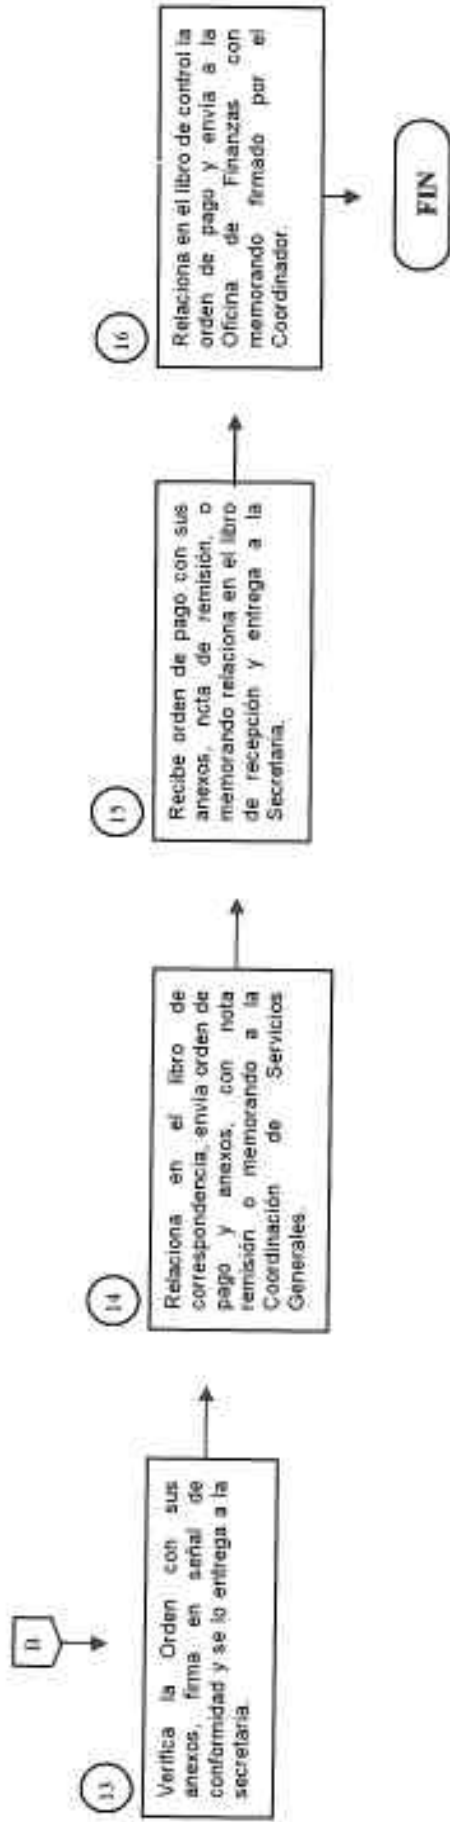 13
Verifica la Orden con sus
anexos, firma en señal de
conformidad y se lo entrega a la
secretaria.
14
Relaciona en el libro de
correspondencia, envía orden de
pago y anexos, con nota
remisión o memorando a la
Coordinación de Servicios
Generales.
15
Recibe orden de pago con sus
anexos, nota de remisión, o
memorando relaciona en el libro
de recepción y entrega a la
Secretaria.
16
Relaciona en el libro de control la
orden de pago y envía a la
Oficina de Finanzas con
memorando firmado por el
Coordinador.
FIN